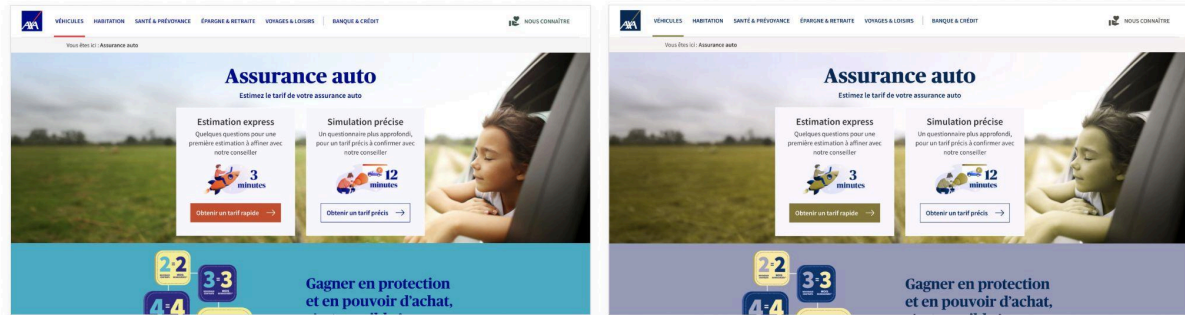 AXA
VÉHICULES HABITATION SANTÉ & PRÉVOYANCE ÉPARGNE & RETRAITE VOYAGES & LOISIRS BANQUE & CRÉDIT NOUS CONNAÎTRE
Vous êtes ici : Assurance auto
Assurance auto
Estimez le tarif de votre assurance auto
Estimation express
Quelques questions pour une
première estimation à affiner avec
notre conseiller
3
minutes
Obtenir un tarif rapide →
Simulation précise
Un questionnaire plus approfondi,
pour un tarif précis à confirmer avec
notre conseiller
12
minutes
Obtenir un tarif précis →
2=2
3=3
4=4
Gagner en protection
et en pouvoir d'achat,
AXA
VÉHICULES HABITATION SANTÉ & PRÉVOYANCE ÉPARGNE & RETRAITE VOYAGES & LOISIRS BANQUE & CRÉDIT NOUS CONNAÎTRE
Vous êtes ici : Assurance auto
Assurance auto
Estimez le tarif de votre assurance auto
Estimation express
Quelques questions pour une
première estimation à affiner avec
notre conseiller
3
minutes
Obtenir un tarif rapide →
Simulation précise
Un questionnaire plus approfondi,
pour un tarif précis à confirmer avec
notre conseiller
12
minutes
Obtenir un tarif précis →
2=2
3=3
4=4
Gagner en protection
et en pouvoir d'achat,